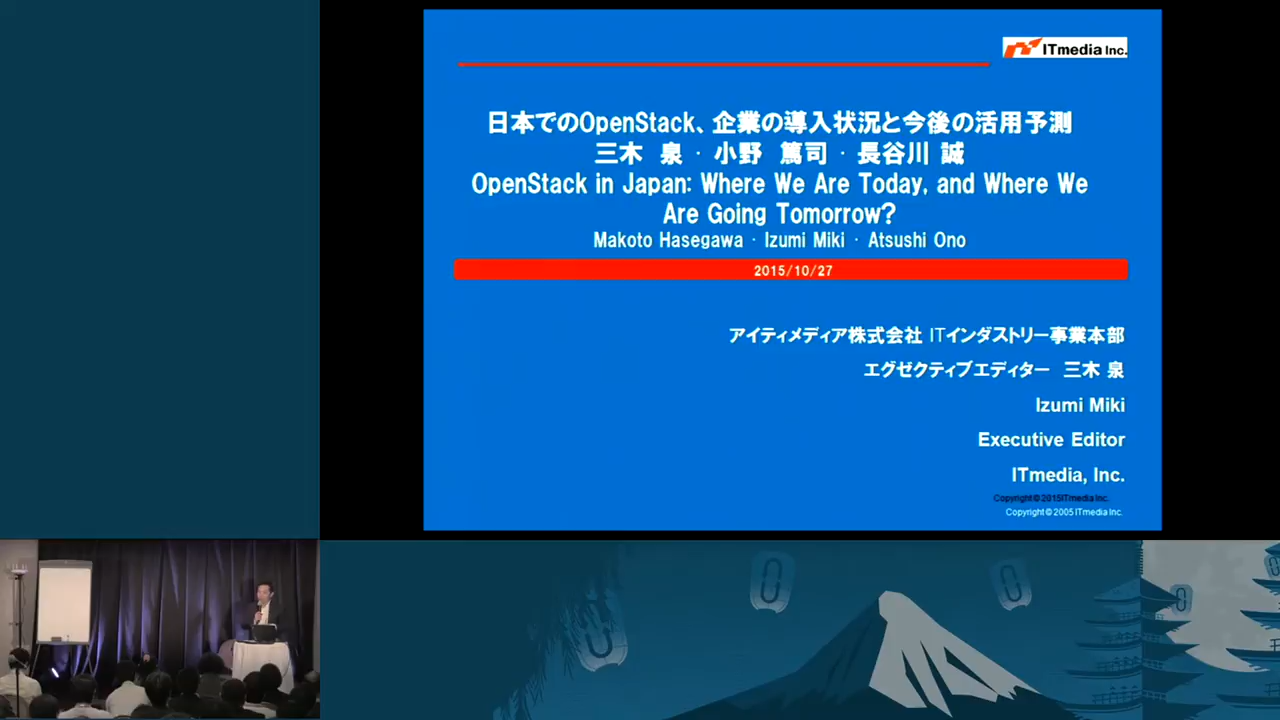 ITmedia Inc.
日本でのOpenStack、企業の導入状況と今後の活用予測
三木 泉 · 小野 篤司 · 長谷川 誠
OpenStack in Japan: Where We Are Today, and Where We
Are Going Tomorrow?
Makoto Hasegawa · Izumi Miki · Atsushi Ono
2015/10/27
アイティメディア株式会社 ITインダストリー事業本部
エグゼクティブエディター 三木 泉
Izumi Miki
Executive Editor
ITmedia, Inc.
Copyright © 2015ITmedia Inc.
Copyright © 2005 ITmedia Inc.